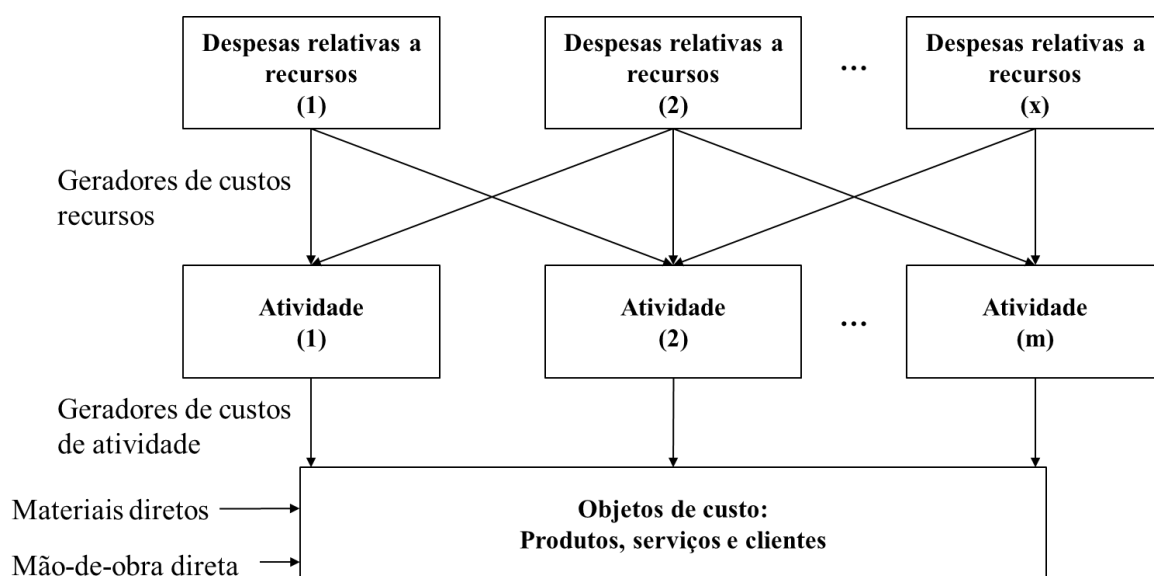 Despesas relativas a
recursos
(1)
Despesas relativas a
recursos
(2)
...
Despesas relativas a
recursos
(x)
Geradores de custos
recursos
Atividade
(1)
Atividade
(2)
...
Atividade
(m)
Geradores de custos
de atividade
Materiais diretos
Mão-de-obra direta
Objetos de custo:
Produtos, serviços e clientes